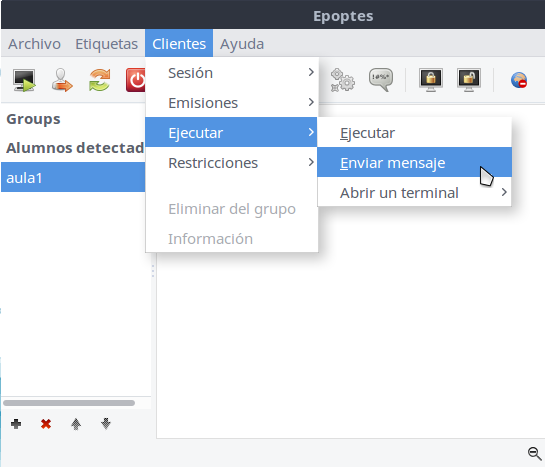 Epoptes
Archivo Etiquetas Clientes Ayuda
!#%*
Groups
Alumnos detectad
aula1
Sesión
Emisiones
Ejecutar
Restricciones
Eliminar del grupo
Información
Ejecutar
Enviar mensaje
Abrir un terminal